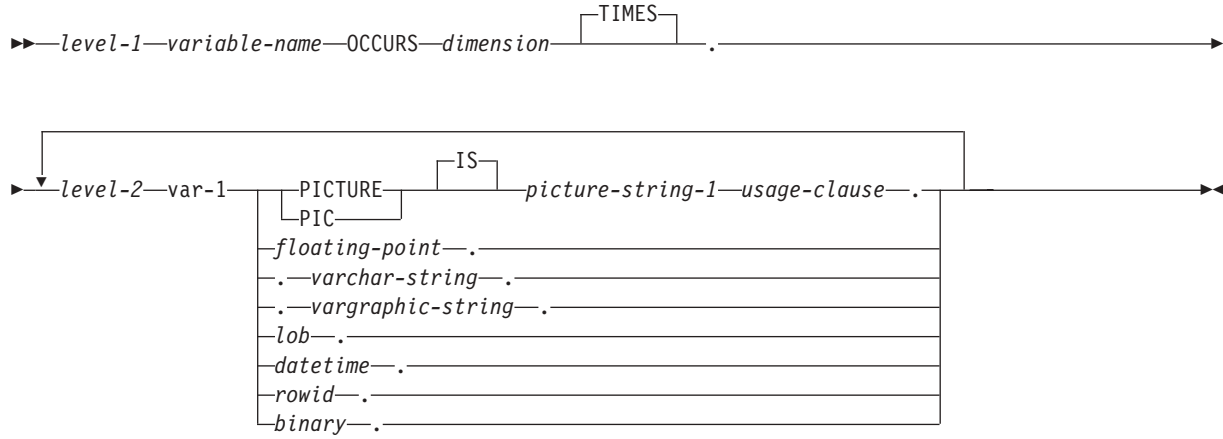 TIMES
level-1 variable-name OCCURS dimension .
IS
level-2 var-1 PICTURE picture-string-1 usage-clause .
PIC
floating-point .
. varchar-string .
. vargraphic-string .
lob .
datetime .
rowid .
binary .